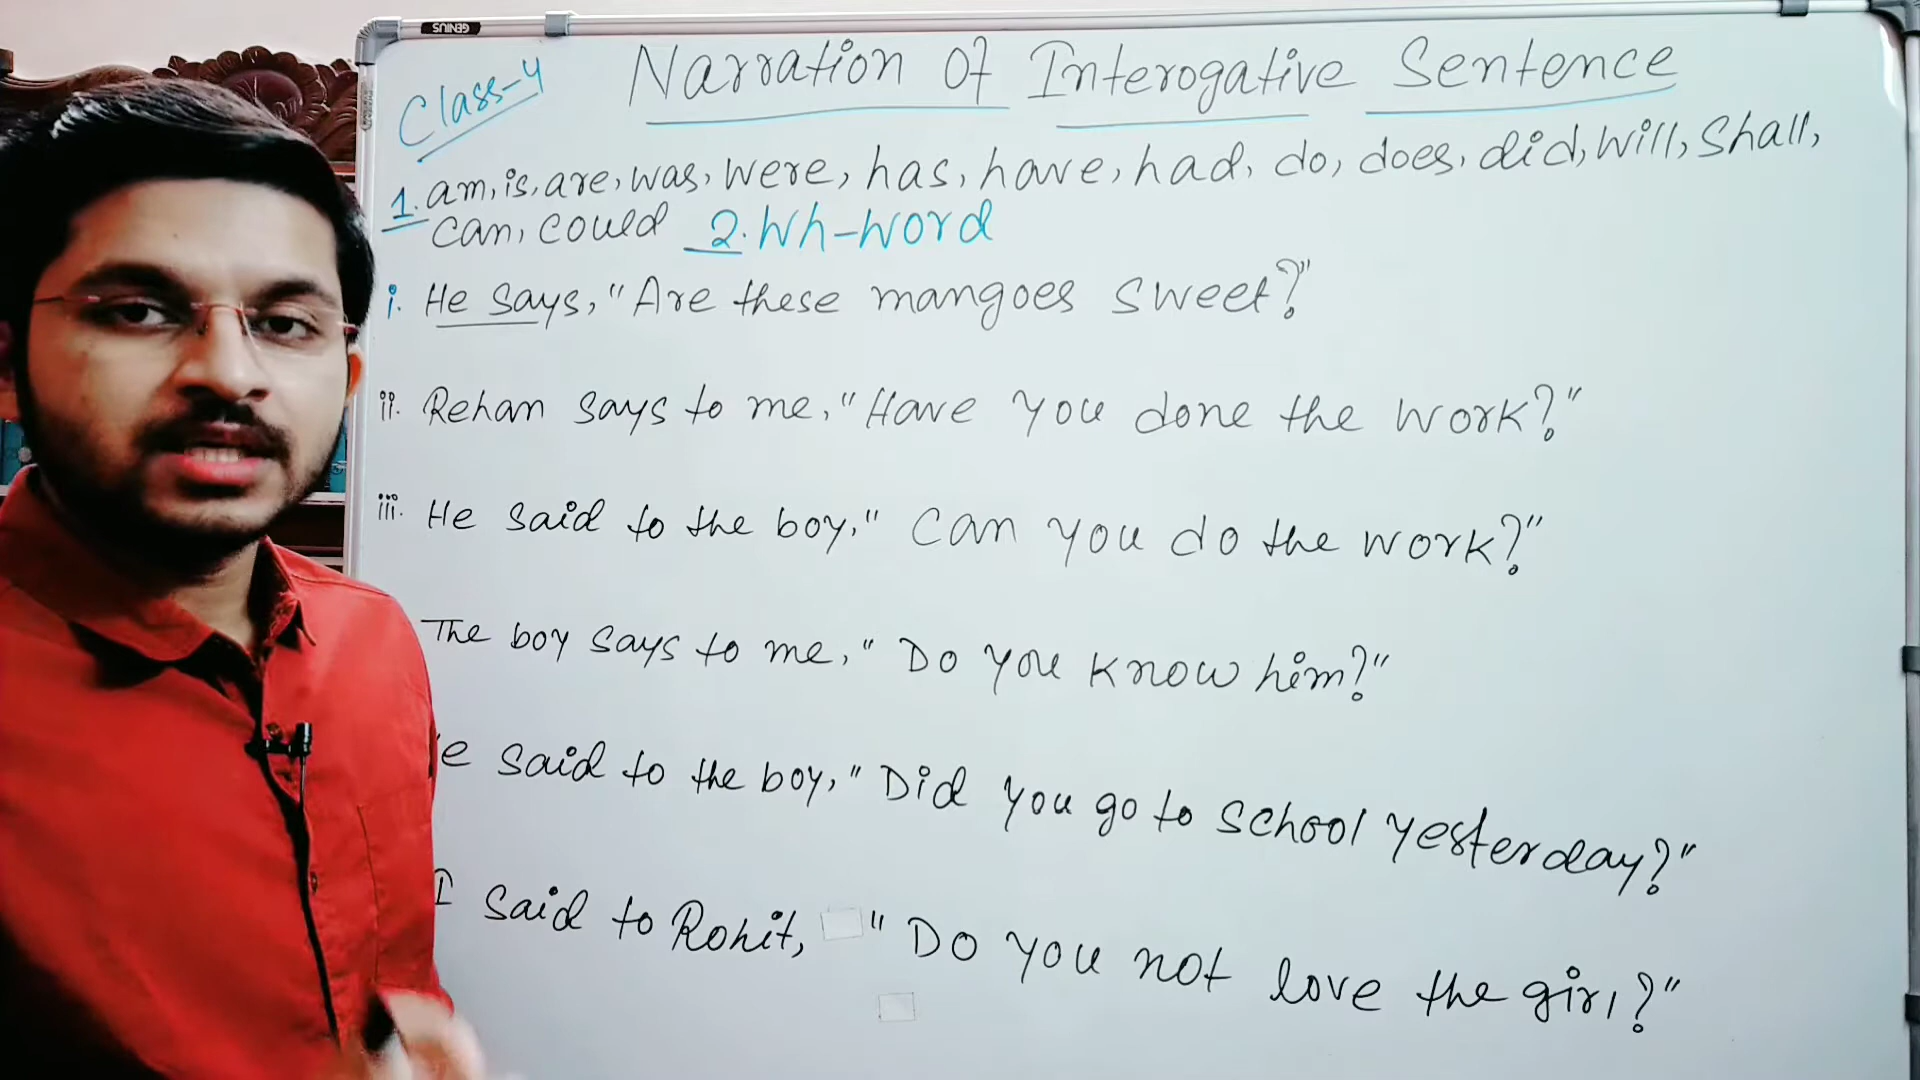 GENIUS
Class-4
Narration Of Interogative Sentence
1. am, is, are, was, were, has, have, had, do, does, did, will, Shall,
can, could 2. Wh-Word
i. He says, "Are these mangoes sweet?"
ii. Rehan says to me, "Have you done the work?"
iii. He said to the boy, "Can you do the work?"
The boy says to me, "Do you know him?"
e said to the boy, "Did you go to school yesterday?"
I said to Rohit, "Do you not love the girl?"